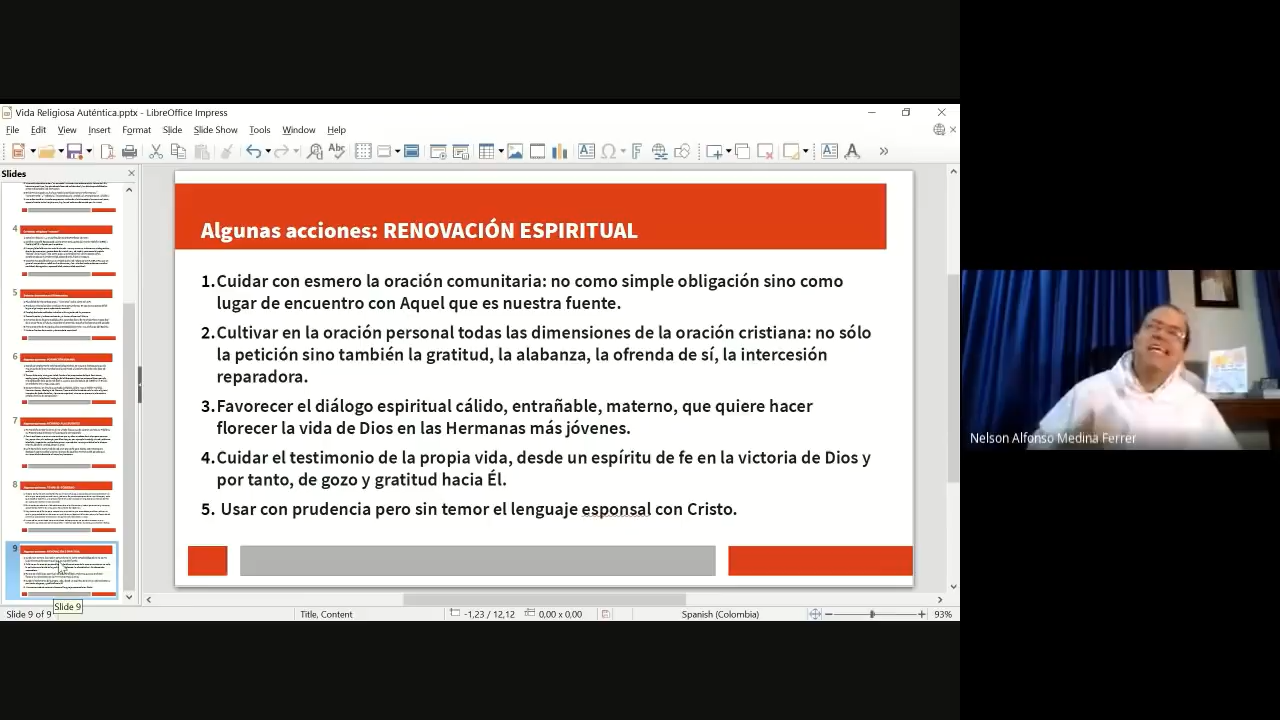 Vida Religiosa Auténtica.pptx - LibreOffice Impress
File Edit View Insert Format Slide Slide Show Tools Window Help
Slides
4
5
6
7
8
9
Slide 9
Algunas acciones: RENOVACIÓN ESPIRITUAL
1. Cuidar con esmero la oración comunitaria: no como simple obligación sino como
lugar de encuentro con Aquel que es nuestra fuente.
2. Cultivar en la oración personal todas las dimensiones de la oración cristiana: no sólo
la petición sino también la gratitud, la alabanza, la ofrenda de sí, la intercesión
reparadora.
3. Favorecer el diálogo espiritual cálido, entrañable, materno, que quiere hacer
florecer la vida de Dios en las Hermanas más jóvenes.
4. Cuidar el testimonio de la propia vida, desde un espíritu de fe en la victoria de Dios y
por tanto, de gozo y gratitud hacia Él.
5. Usar con prudencia pero sin temor el lenguaje esponsal con Cristo.
Slide 9 of 9 Title, Content -1,23 / 12,12 0,00 x 0,00 Spanish (Colombia) 93%
Nelson Alfonso Medina Ferrer